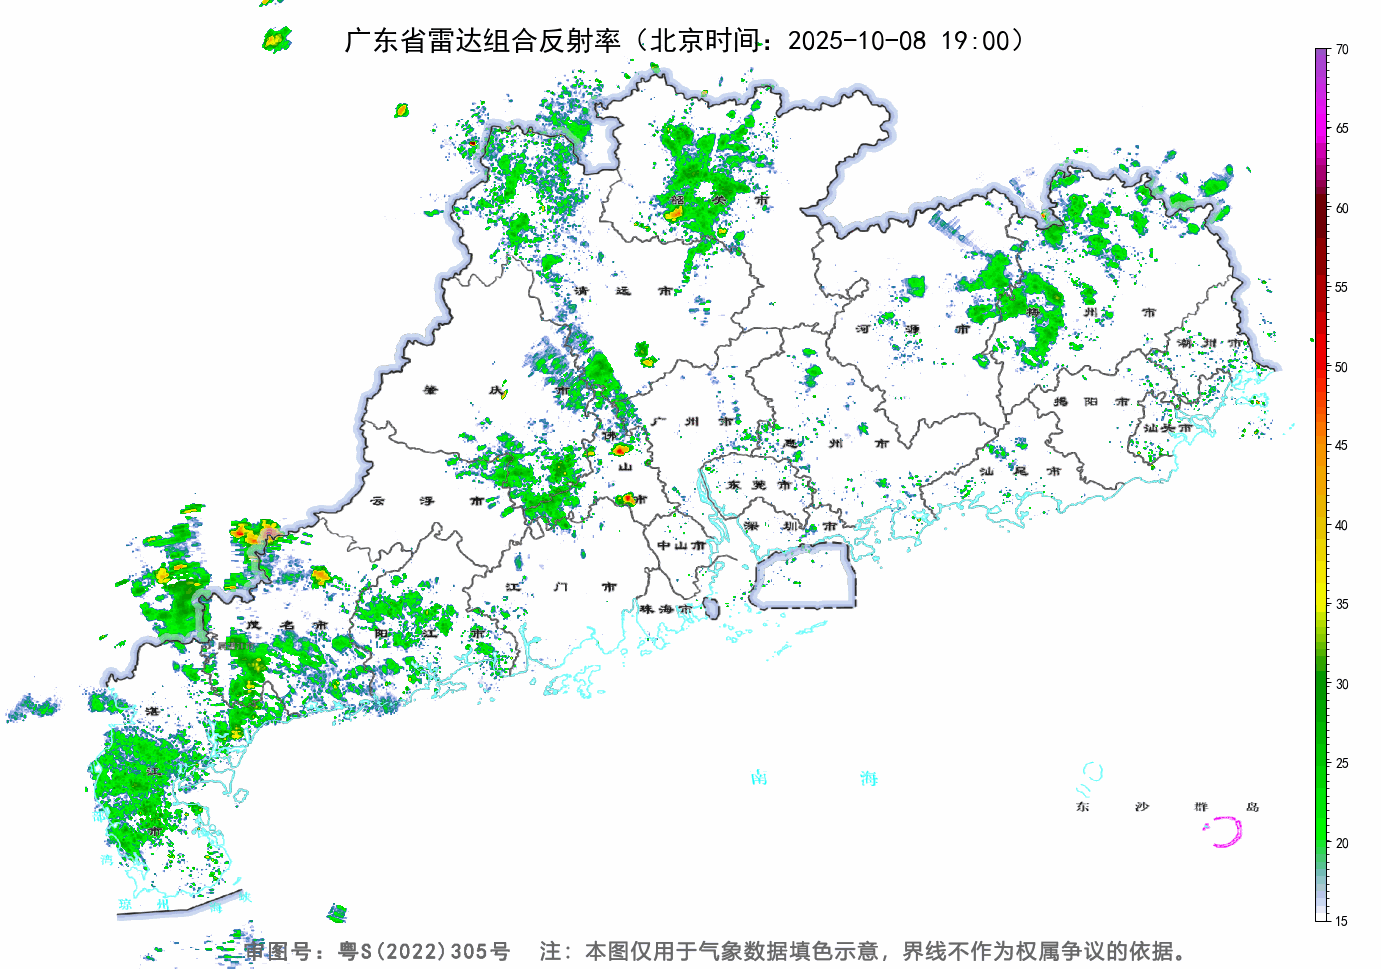 广东省雷达组合反射率（北京时间：2025-10-08 19:00）
70
65
60
55
50
45
40
35
30
25
20
15
韶关市
清远市
河源市
梅州市
潮州市
肇庆市
揭阳市
汕头市
广州市
惠州市
佛山市
汕尾市
云浮市
东莞市
深圳市
中山市
江门市
珠海市
茂名市
阳江市
湛江市
南海
东沙群岛
湾
琼州海峡
审图号：粤S(2022)305号 注：本图仅用于气象数据填色示意，界线不作为权属争议的依据。